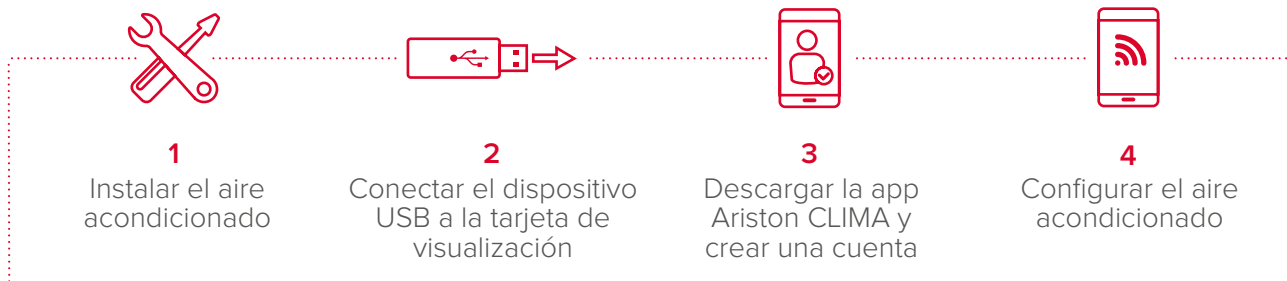 1
Instalar el aire
acondicionado
2
Conectar el dispositivo
USB a la tarjeta de
visualización
3
Descargar la app
Ariston CLIMA y
crear una cuenta
4
Configurar el aire
acondicionado